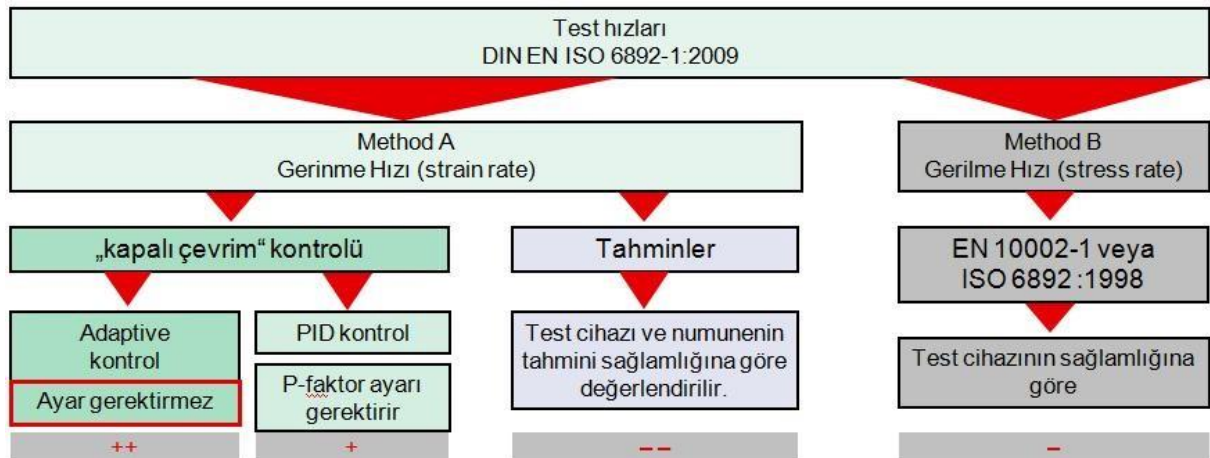 Test hızları
DIN EN ISO 6892-1:2009
Method A
Gerinme Hızı (strain rate)
Method B
Gerilme Hızı (stress rate)
„kapalı çevrim“ kontrolü
Tahminler
EN 10002-1 veya
ISO 6892 :1998
Adaptive
kontrol
Ayar gerektirmez
PID kontrol
P-faktor ayarı
gerektirir
Test cihazı ve numunenin
tahmini sağlamlığına göre
değerlendirilir.
Test cihazının sağlamlığına
göre
++
+
– –
–